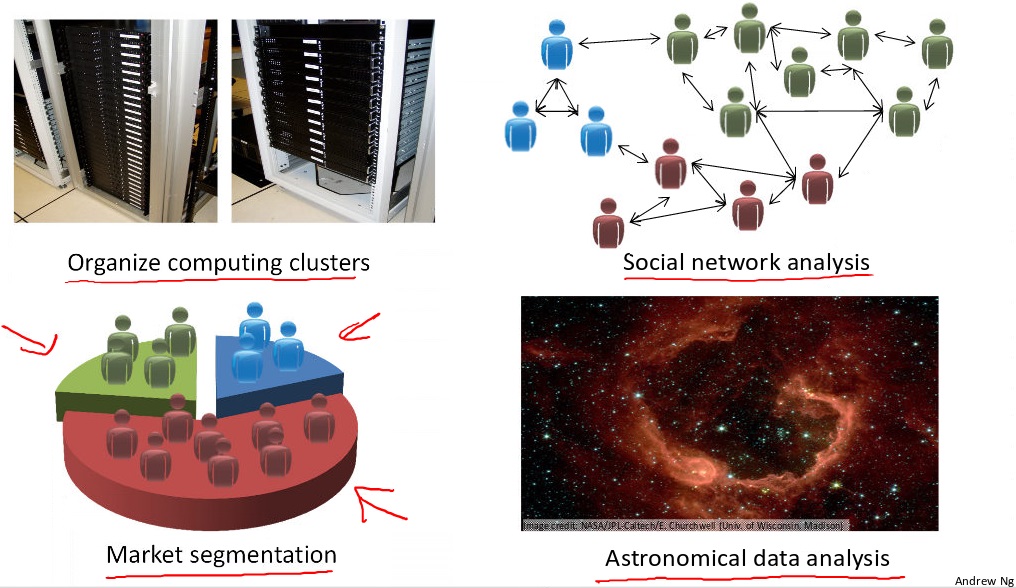 Organize computing clusters
Social network analysis
Market segmentation
Image credit: NASA/JPL-Caltech/E. Churchwell (Univ. of Wisconsin, Madison)
Astronomical data analysis
Andrew Ng